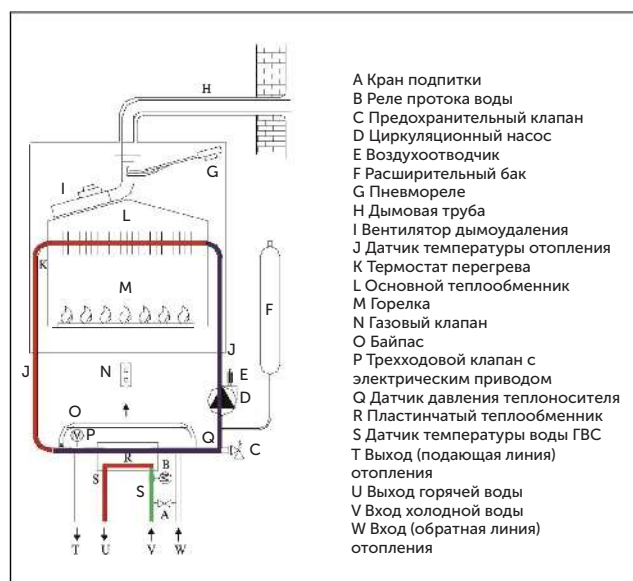 H
I
G
L
K
M
F
J
J
N
E
D
O
P
Q
C
R
B
S
S
A
T
U
V
W
A Кран подпитки
B Реле протока воды
C Предохранительный клапан
D Циркуляционный насос
E Воздухоотводчик
F Расширительный бак
G Пневмореле
H Дымовая труба
I Вентилятор дымоудаления
J Датчик температуры отопления
K Термостат перегрева
L Основной теплообменник
M Горелка
N Газовый клапан
O Байпас
P Трехходовой клапан с
электрическим приводом
Q Датчик давления теплоносителя
R Пластинчатый теплообменник
S Датчик температуры воды ГВС
T Выход (подающая линия)
отопления
U Выход горячей воды
V Вход холодной воды
W Вход (обратная линия)
отопления